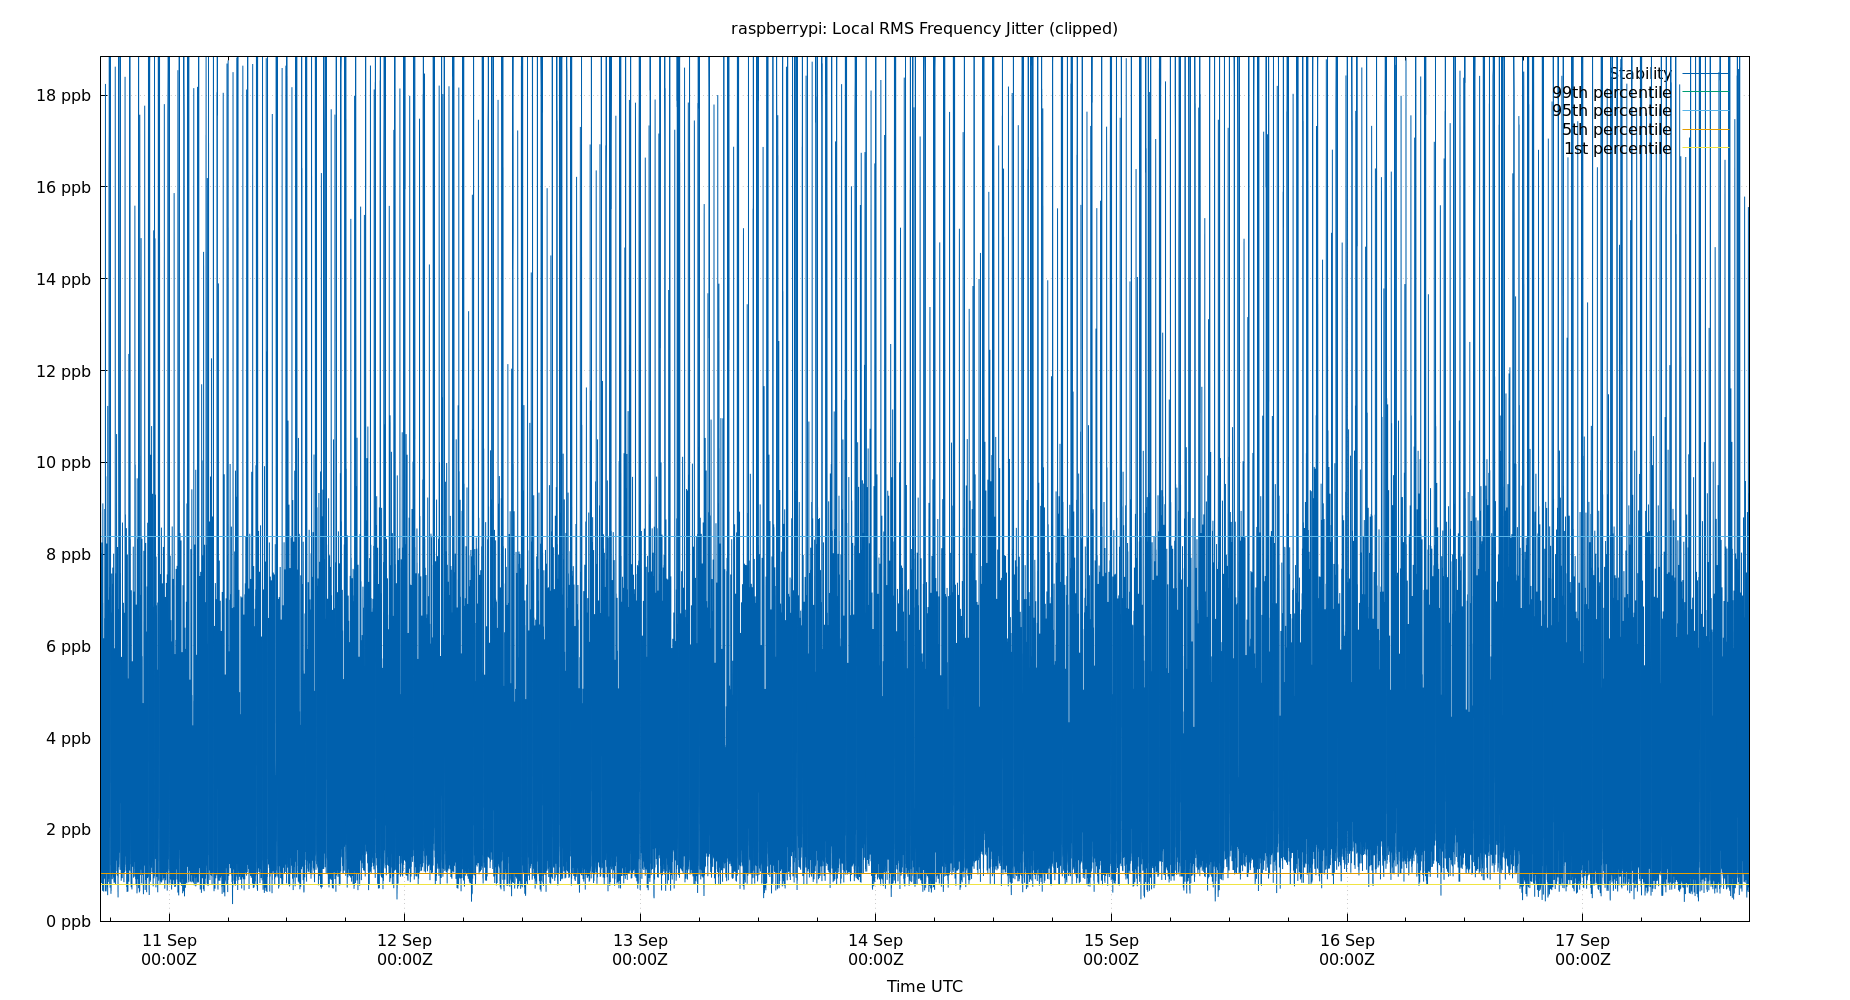 raspberrypi: Local RMS Frequency Jitter (clipped)
Stability
99th percentile
95th percentile
5th percentile
1st percentile
18 ppb
16 ppb
14 ppb
12 ppb
10 ppb
8 ppb
6 ppb
4 ppb
2 ppb
0 ppb
11 Sep 12 Sep 13 Sep 14 Sep 15 Sep 16 Sep 17 Sep
00:00Z 00:00Z 00:00Z 00:00Z 00:00Z 00:00Z 00:00Z
Time UTC